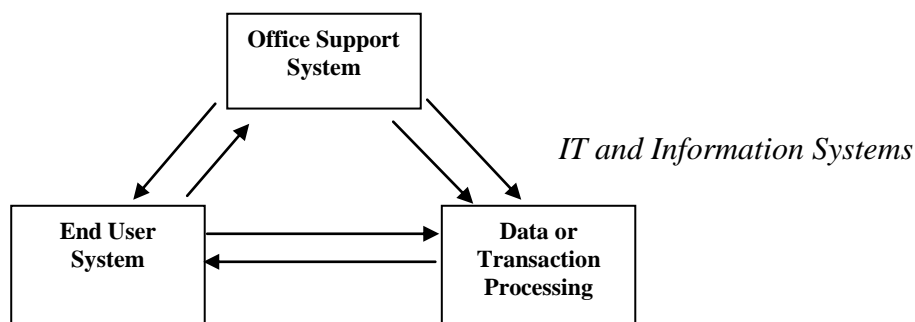 Office Support
System
IT and Information Systems
End User
System
Data or
Transaction
Processing